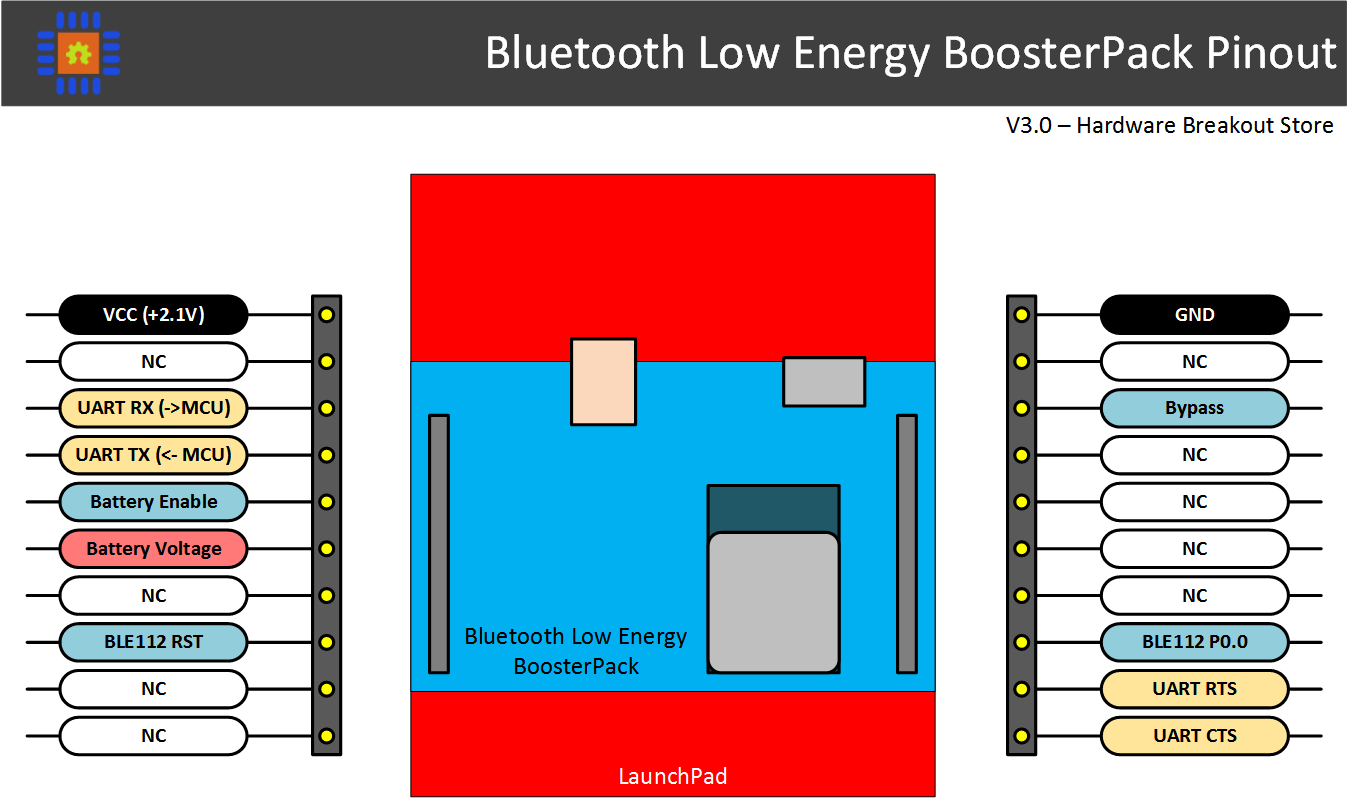 Bluetooth Low Energy BoosterPack Pinout
V3.0 – Hardware Breakout Store
VCC (+2.1V)
NC
UART RX (->MCU)
UART TX (<- MCU)
Battery Enable
Battery Voltage
NC
BLE112 RST
NC
NC
Bluetooth Low Energy
BoosterPack
LaunchPad
GND
NC
Bypass
NC
NC
NC
NC
BLE112 P0.0
UART RTS
UART CTS